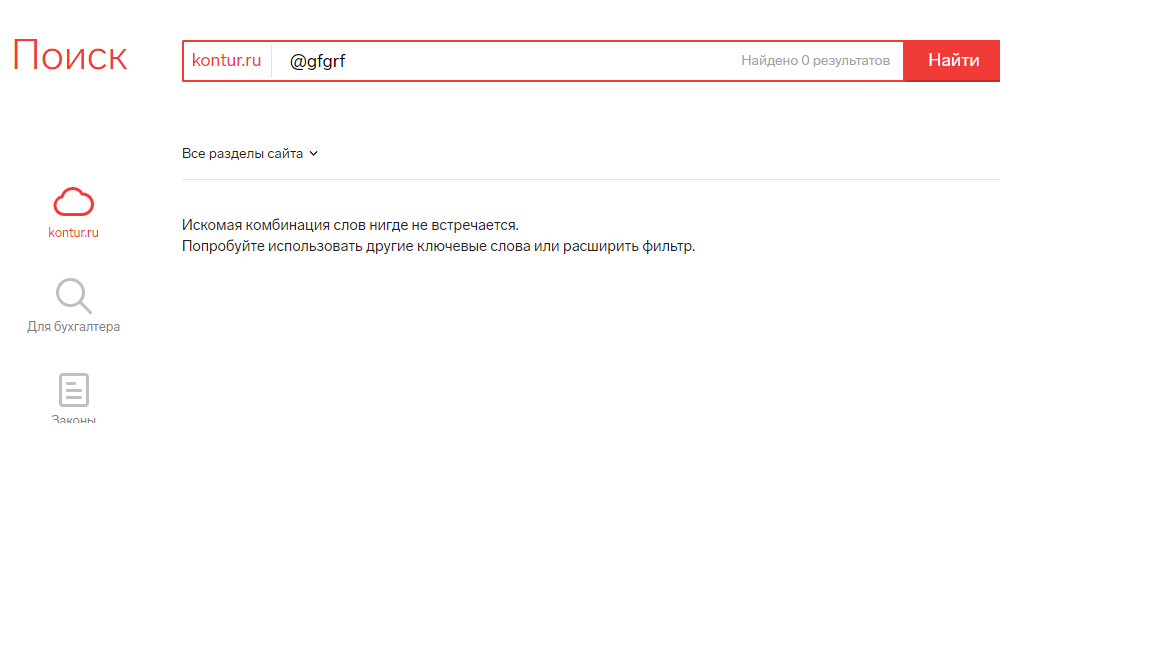 Поиск
kontur.ru @gfgrf Найдено 0 результатов Найти
Все разделы сайта
kontur.ru
Искомая комбинация слов нигде не встречается.
Попробуйте использовать другие ключевые слова или расширить фильтр.
Для бухгалтера
Законы